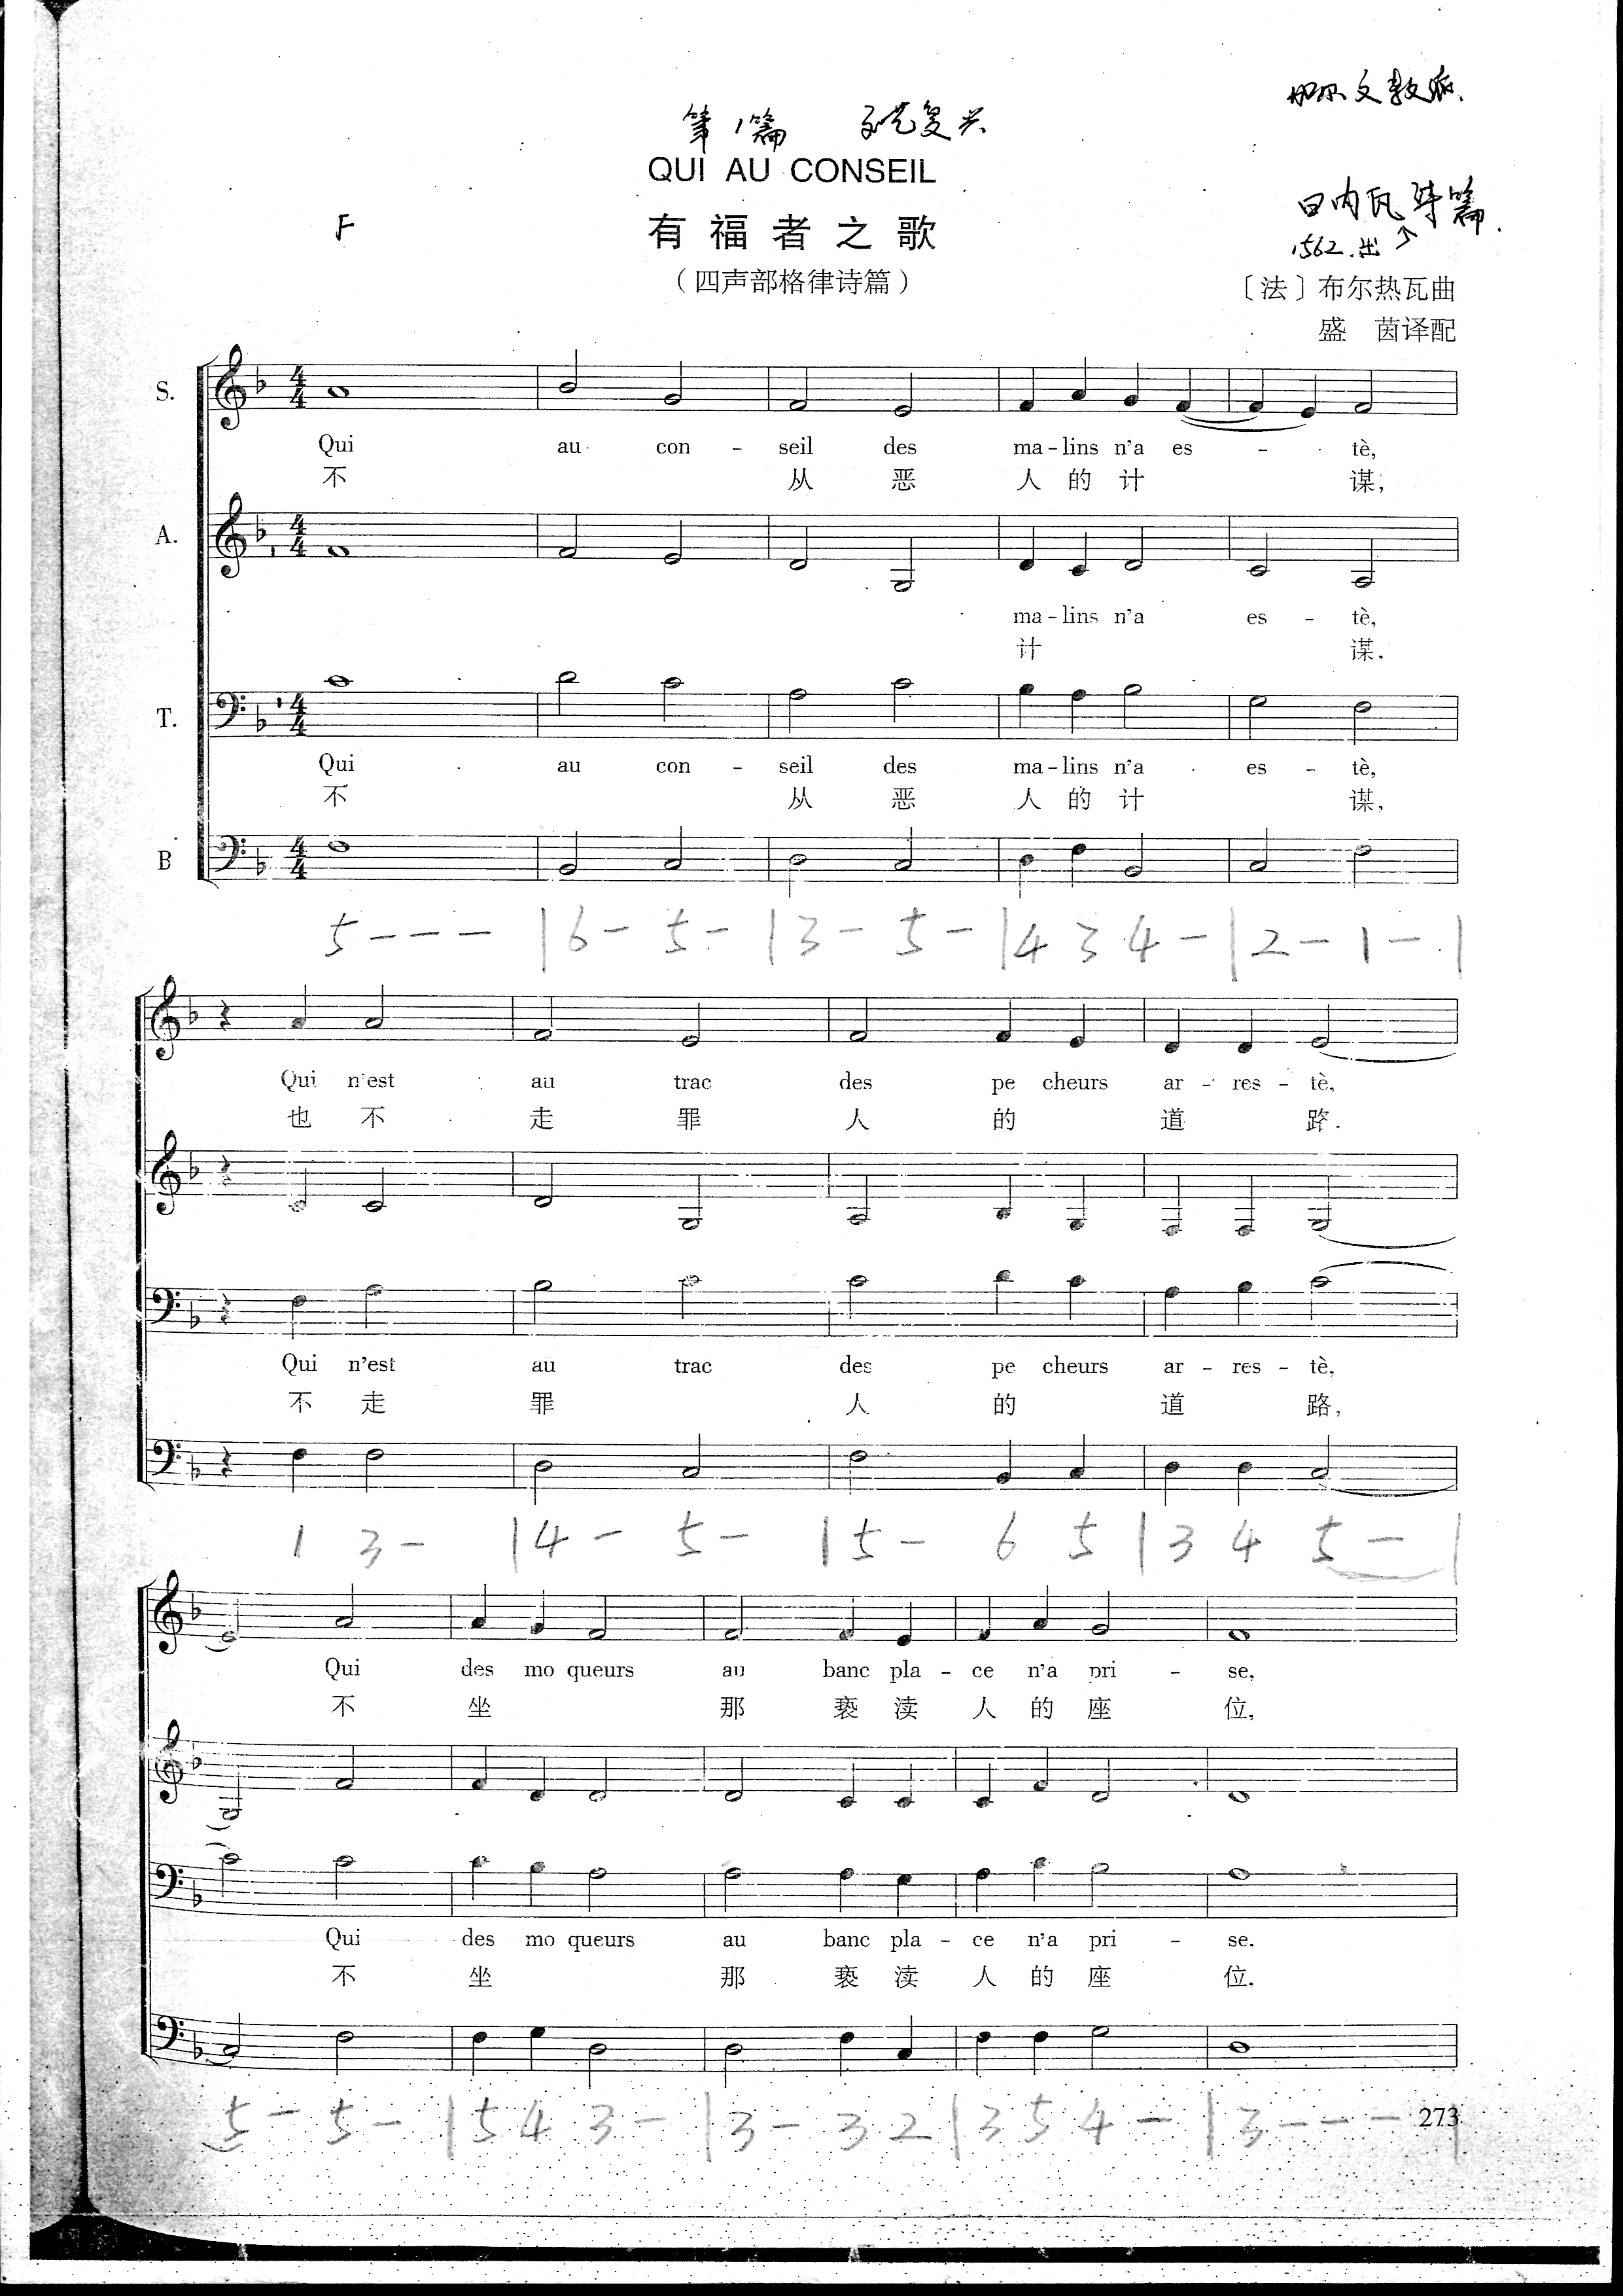 加尔文教派.
第1篇 文艺复兴
QUI AU CONSEIL
日内瓦诗篇.
F
有福者之歌
1562.出
（四声部格律诗篇）
〔法〕布尔热瓦曲
盛 茵译配
S.
Qui au con - seil des ma - lins n'a es - tè,
不 从 恶 人 的 计 谋;
A.
ma - lins n'a es - tè,
计 谋.
T.
Qui au con - seil des ma - lins n'a es - tè,
不 从 恶 人 的 计 谋,
B
5 - - - | 6 - 5 - | 3 - 5 - | 4 3 4 - | 2 - 1 - |
Qui n'est au trac des pe cheurs ar - res - tè,
也 不 走 罪 人 的 道 路.
Qui n'est au trac des pe cheurs ar - res - tè,
不 走 罪 人 的 道 路,
1 3 - | 4 - 5 - | 5 - 6 5 | 3 4 5 - |
Qui des mo queurs au banc pla - ce n'a pri - se,
不 坐 那 亵 渎 人 的 座 位,
Qui des mo queurs au banc pla - ce n'a pri - se.
不 坐 那 亵 渎 人 的 座 位.
5 - 5 - | 5 4 3 - | 3 - 3 2 | 3 5 4 - | 3 - - - |
273